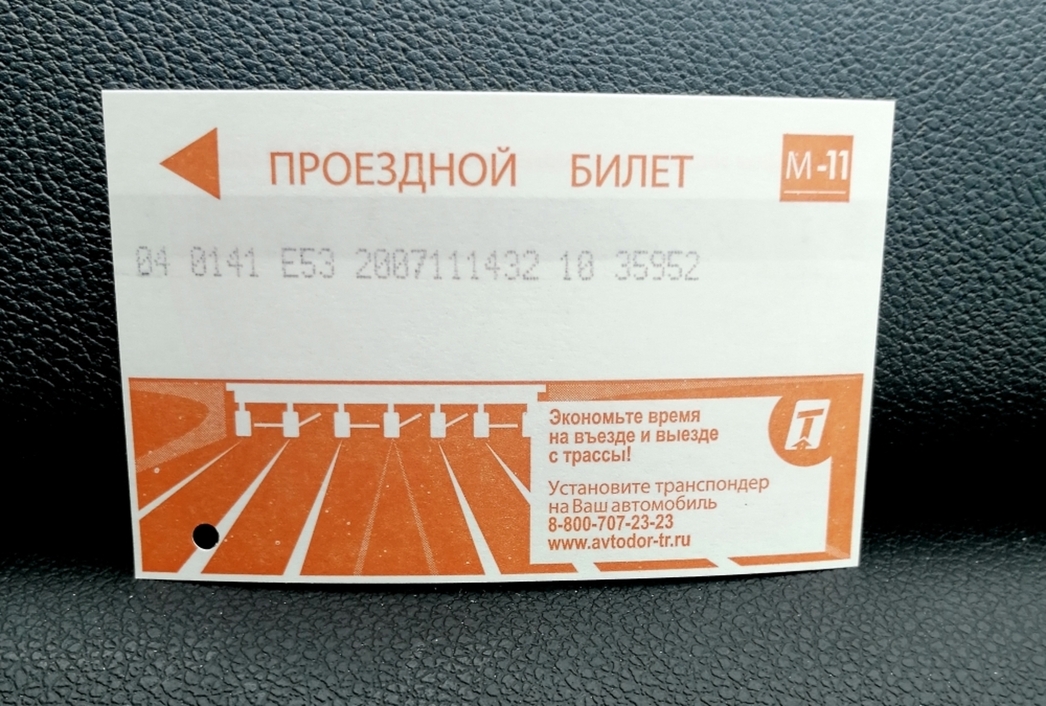 ПРОЕЗДНОЙ БИЛЕТ
М-11
04 0141 E53 2007111432 10 35952
Экономьте время
на въезде и выезде
с трассы!
Установите транспондер
на Ваш автомобиль
8-800-707-23-23
www.avtodor-tr.ru